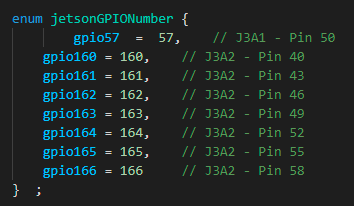 enum jetsonGPIONumber {
gpio57  =  57,    // J3A1 - Pin 50
gpio160 = 160,    // J3A2 - Pin 40
gpio161 = 161,    // J3A2 - Pin 43
gpio162 = 162,    // J3A2 - Pin 46
gpio163 = 163,    // J3A2 - Pin 49
gpio164 = 164,    // J3A2 - Pin 52
gpio165 = 165,    // J3A2 - Pin 55
gpio166 = 166     // J3A2 - Pin 58
}  ;